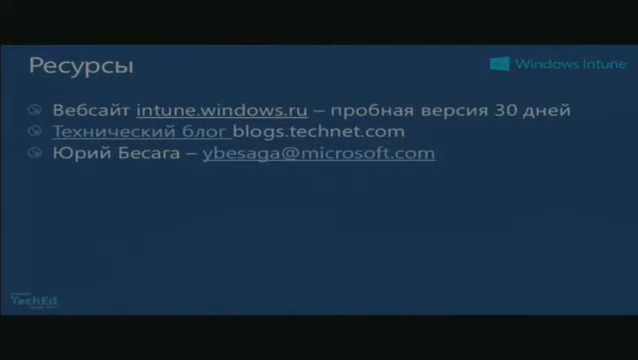 Ресурсы
Windows Intune
Вебсайт intune.windows.ru – пробная версия 30 дней
Технический блог blogs.technet.com
Юрий Бесага – ybesaga@microsoft.com
TechEd